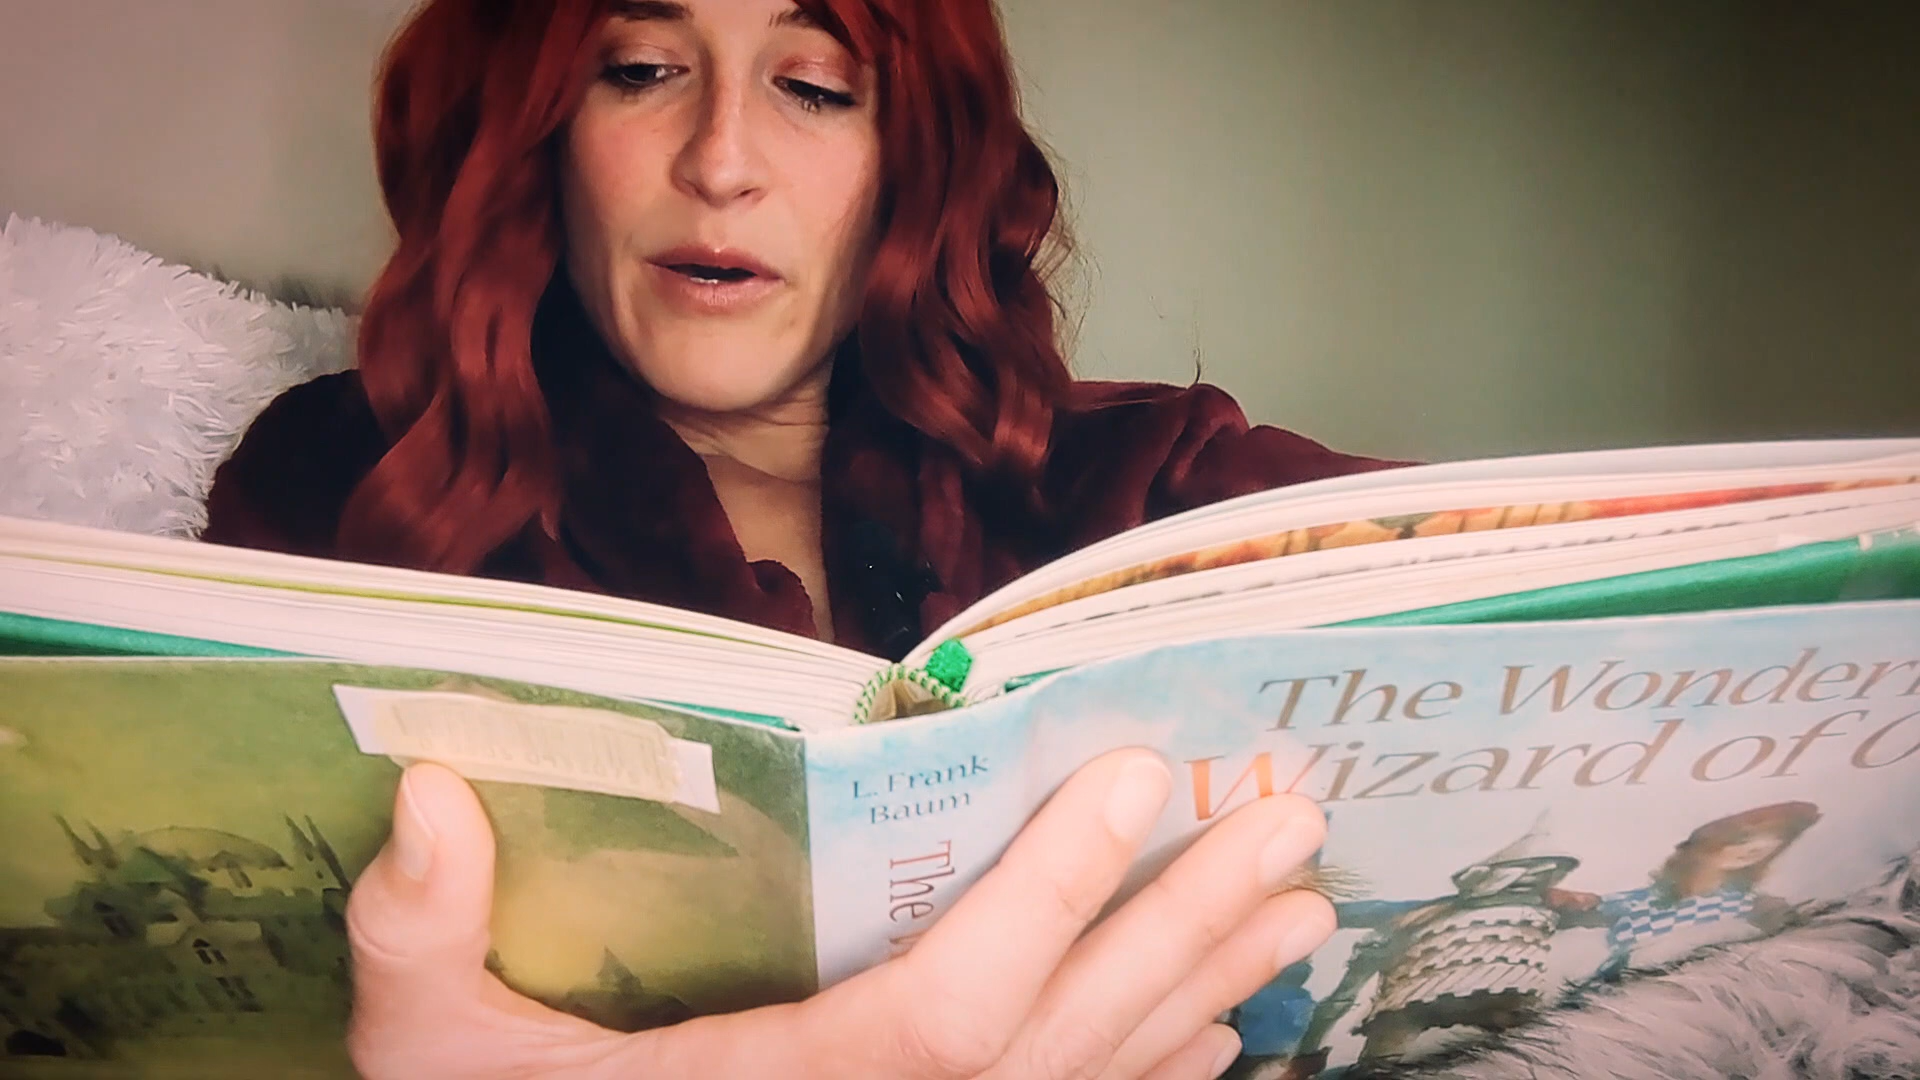 L. Frank
Baum
The
The Wonder
Wizard of